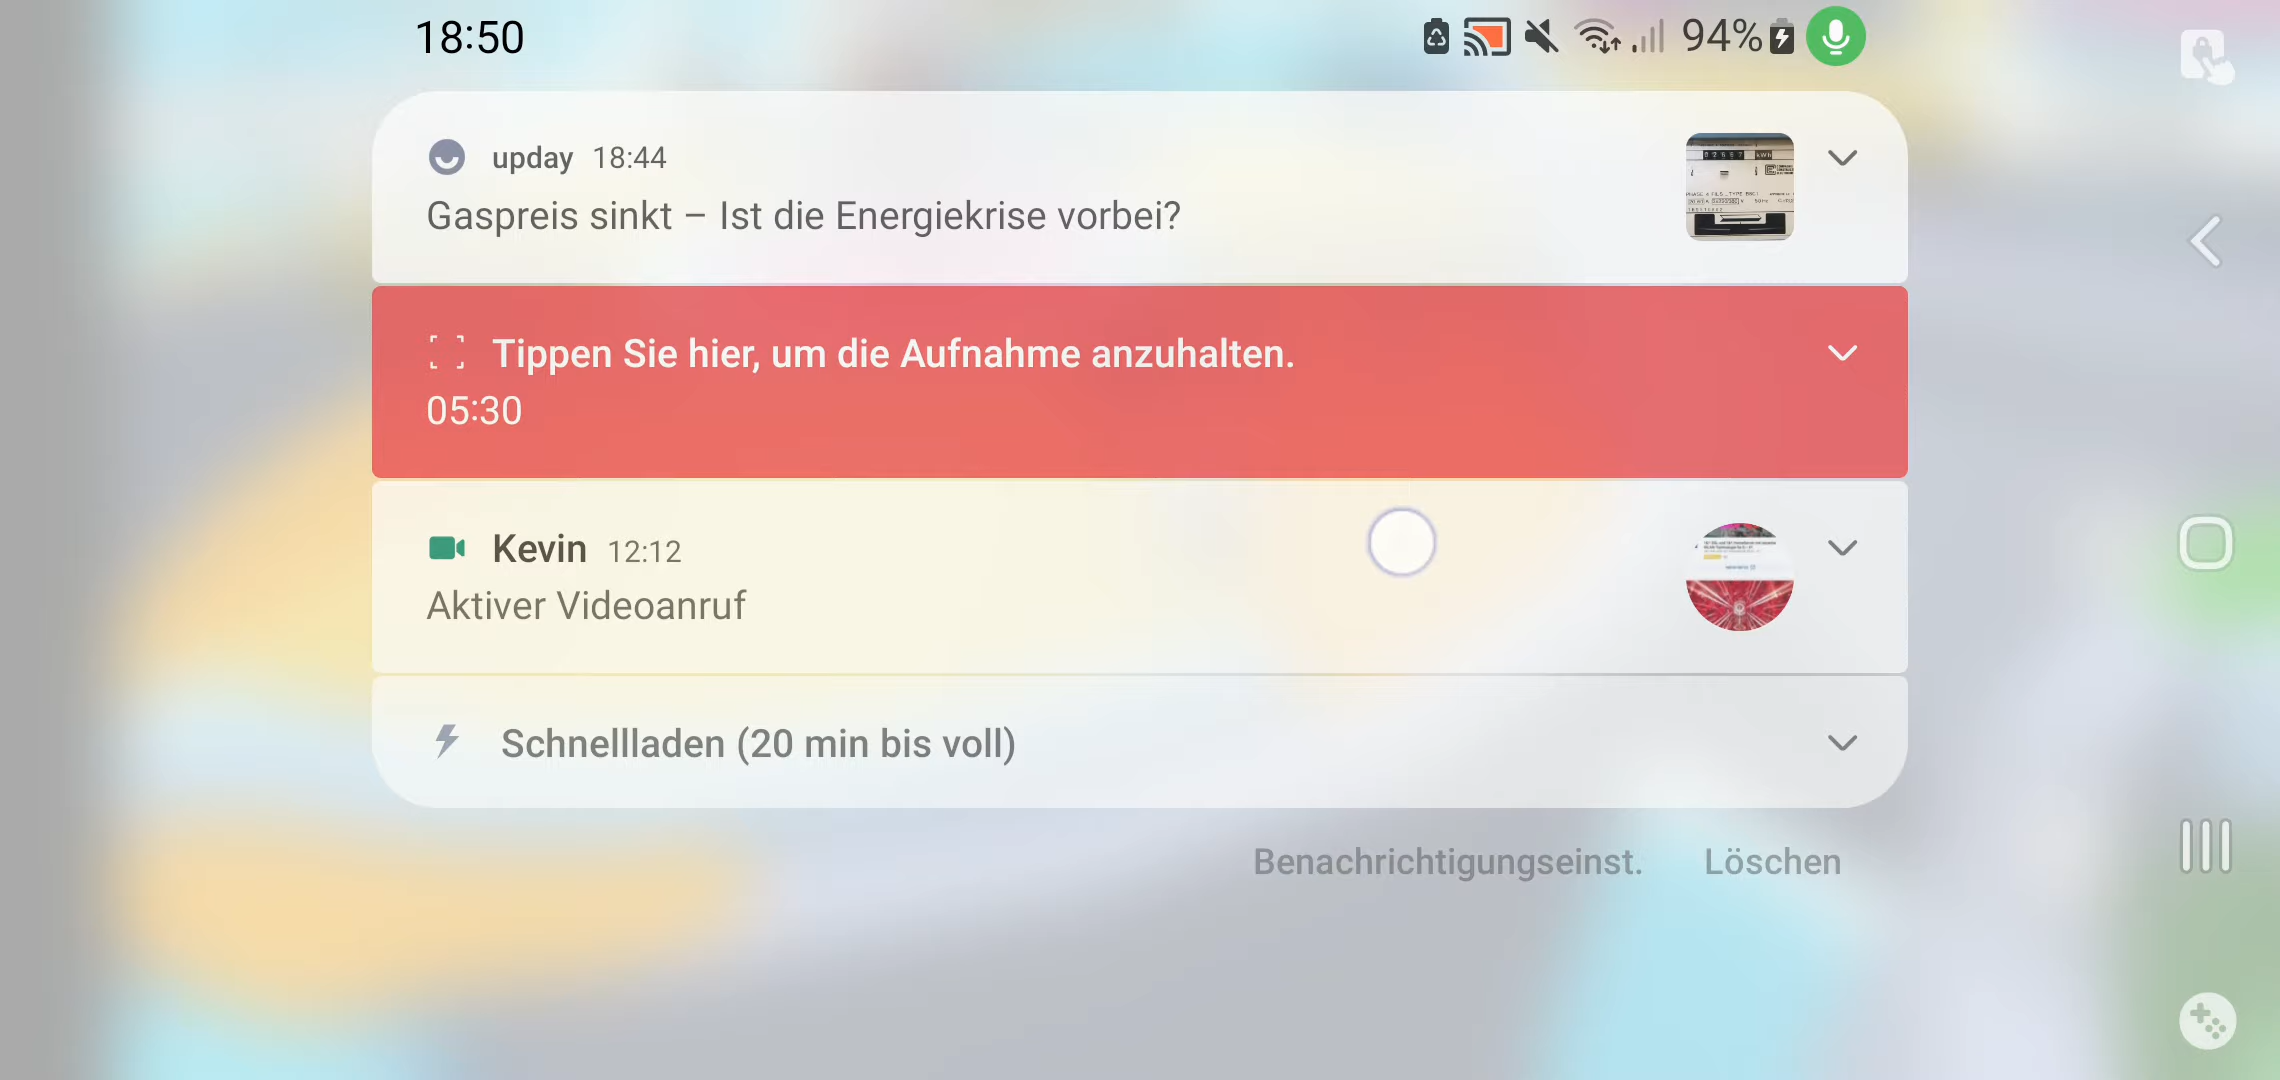 18:50
94%
upday 18:44
Gaspreis sinkt – Ist die Energiekrise vorbei?
Tippen Sie hier, um die Aufnahme anzuhalten.
05:30
Kevin 12:12
Aktiver Videoanruf
Schnellladen (20 min bis voll)
Benachrichtigungseinst. Löschen